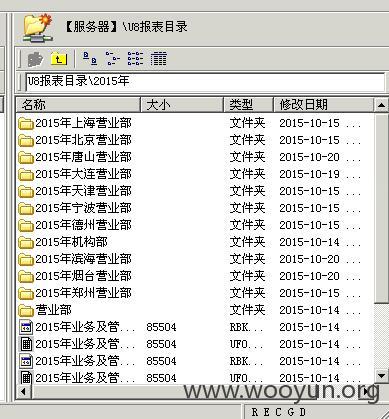 【服务器】\U8报表目录
U8报表目录\2015年
名称 大小 类型 修改日期
2015年上海营业部 文件夹 2015-10-15 ...
2015年北京营业部 文件夹 2015-10-15 ...
2015年唐山营业部 文件夹 2015-10-20 ...
2015年大连营业部 文件夹 2015-10-19 ...
2015年天津营业部 文件夹 2015-10-15 ...
2015年宁波营业部 文件夹 2015-10-15 ...
2015年德州营业部 文件夹 2015-10-15 ...
2015年机构部 文件夹 2015-10-14 ...
2015年滨海营业部 文件夹 2015-10-20 ...
2015年烟台营业部 文件夹 2015-10-20 ...
2015年郑州营业部 文件夹 2015-10-15 ...
营业部 文件夹 2015-10-14 ...
2015年业务及管... 85504 RBK... 2015-10-14 ...
2015年业务及管... 85504 UFO... 2015-10-14 ...
2015年业务及管... 85504 RBK... 2015-10-14 ...
2015年业务及管... 85504 UFO... 2015-10-14 ...
www.wooyun.org
R E C G D